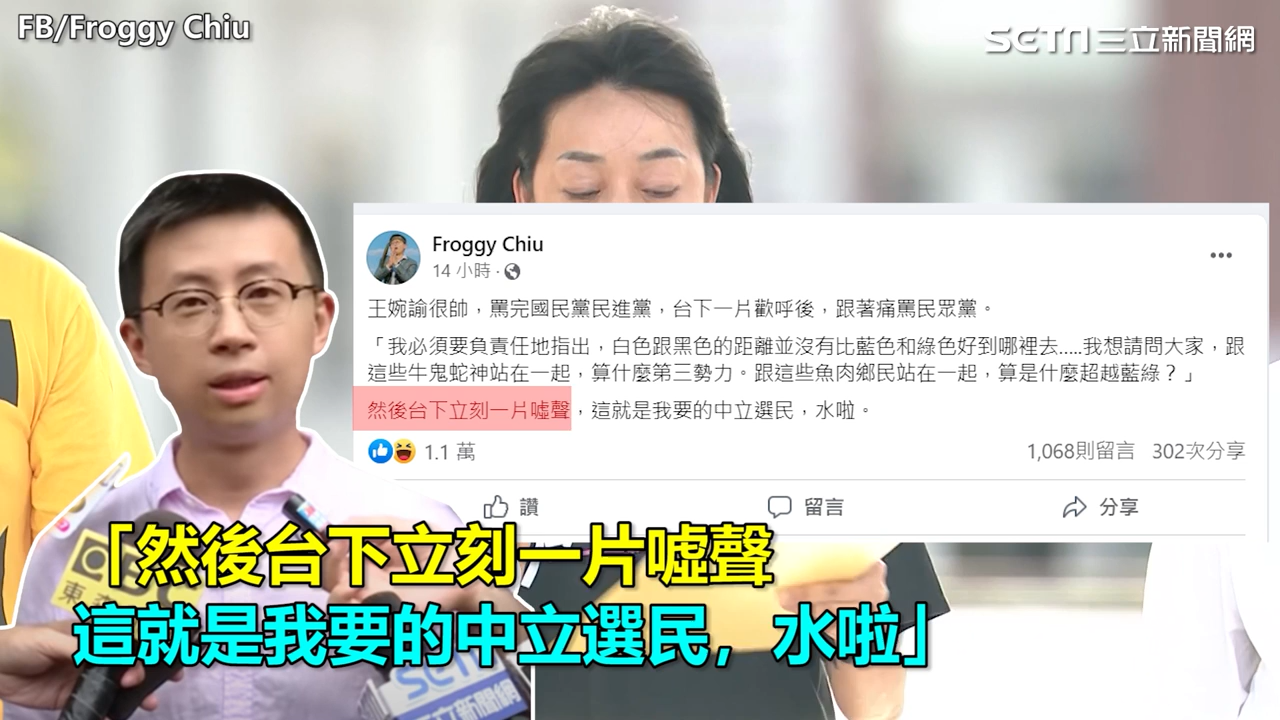 FB/Froggy Chiu
SETN三立新聞網
Froggy Chiu
14 小時 ·
王婉諭很帥，罵完國民黨民進黨，台下一片歡呼後，跟著痛罵民眾黨。
「我必須要負責任地指出，白色跟黑色的距離並沒有比藍色和綠色好到哪裡去.....我想請問大家，跟
這些牛鬼蛇神站在一起，算什麼第三勢力。跟這些魚肉鄉民站在一起，算是什麼超越藍綠？」
然後台下立刻一片噓聲，這就是我要的中立選民，水啦。
1.1 萬
1,068則留言 302次分享
讚 留言 分享
「然後台下立刻一片噓聲
這就是我要的中立選民，水啦」
SETN
三立新聞網